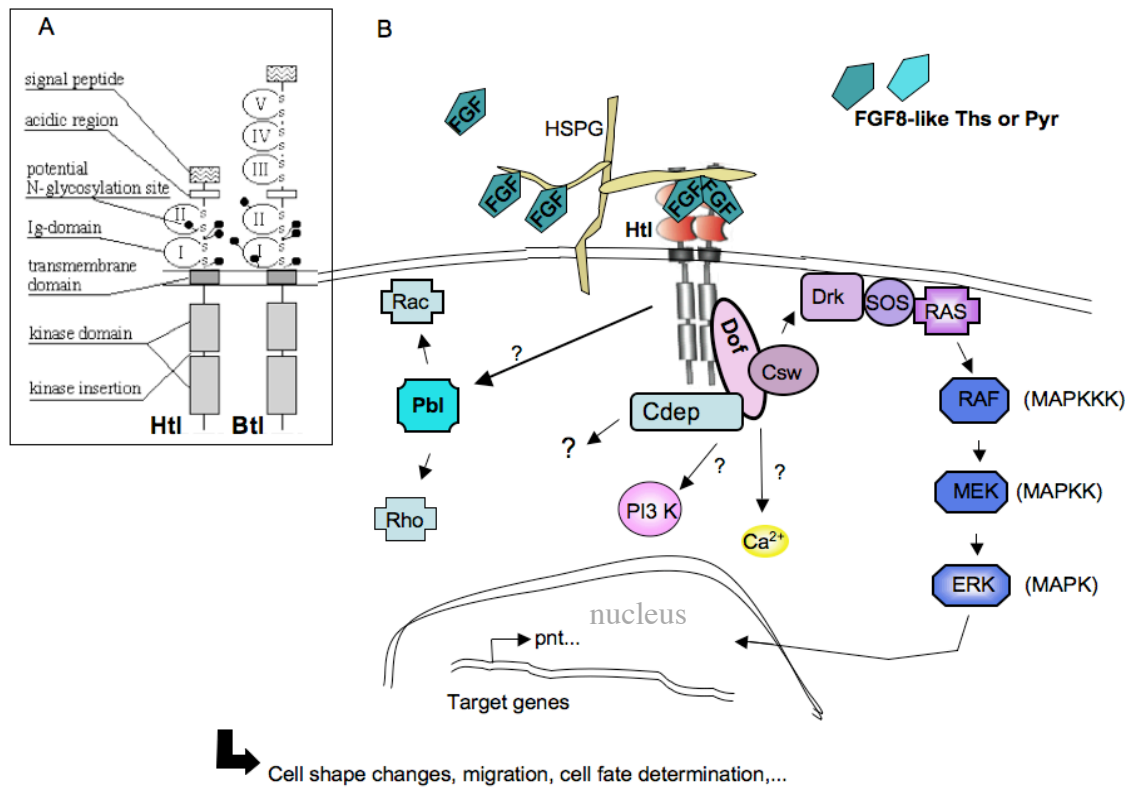 A
signal peptide
acidic region
potential
N-glycosylation site
Ig-domain
transmembrane
domain
kinase domain
kinase insertion
V
IV
III
II
II
I
I
s
s
s
s
s
s
s
s
s
Htl
Btl
B
FGF
HSPG
FGF8-like Ths or Pyr
FGF
FGF
FGF
FGF
Htl
Rac
?
Pbl
Rho
Dof
Csw
Cdep
?
?
?
PI3 K
Ca2+
Drk
SOS
RAS
RAF
(MAPKKK)
MEK
(MAPKK)
ERK
(MAPK)
nucleus
pnt...
Target genes
Cell shape changes, migration, cell fate determination,...